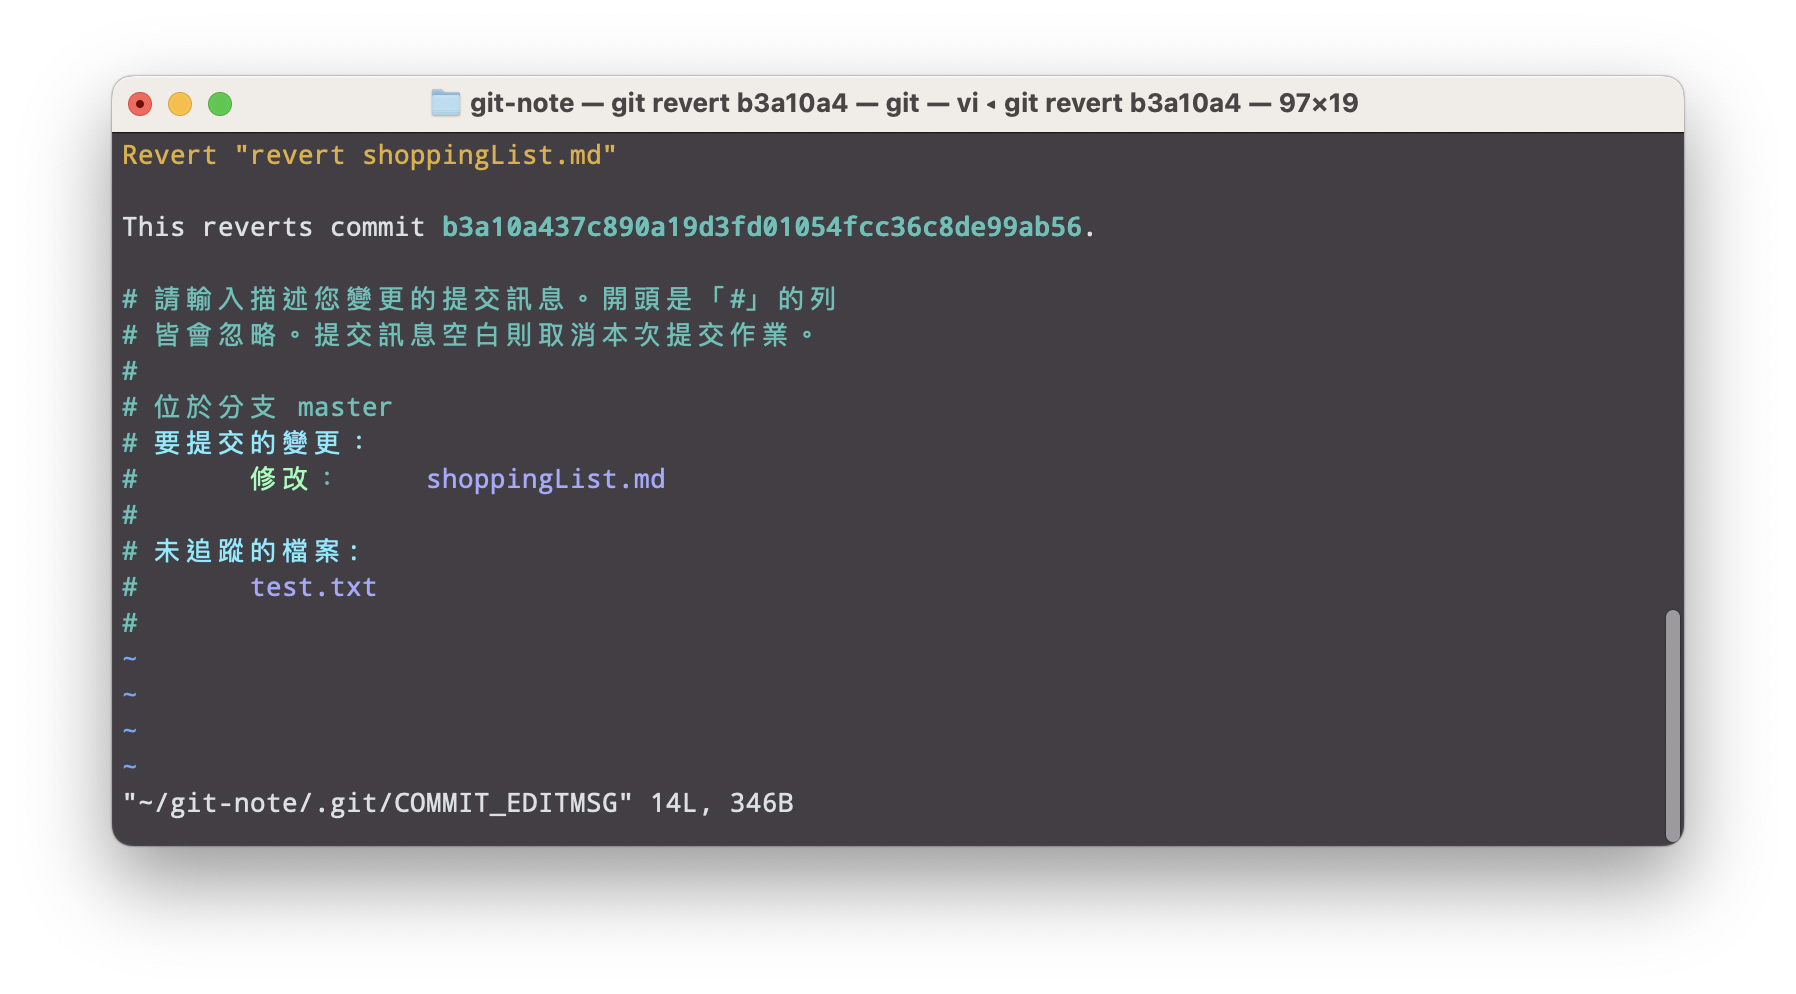 git-note — git revert b3a10a4 — git — vi ◂ git revert b3a10a4 — 97×19
Revert "revert shoppingList.md"
This reverts commit b3a10a437c890a19d3fd01054fcc36c8de99ab56.
# 請輸入描述您變更的提交訊息。開頭是「#」的列
# 皆會忽略。提交訊息空白則取消本次提交作業。
#
# 位於分支 master
# 要提交的變更：
#       修改：     shoppingList.md
#
# 未追蹤的檔案:
#       test.txt
#
~
~
~
~
"~/git-note/.git/COMMIT_EDITMSG" 14L, 346B